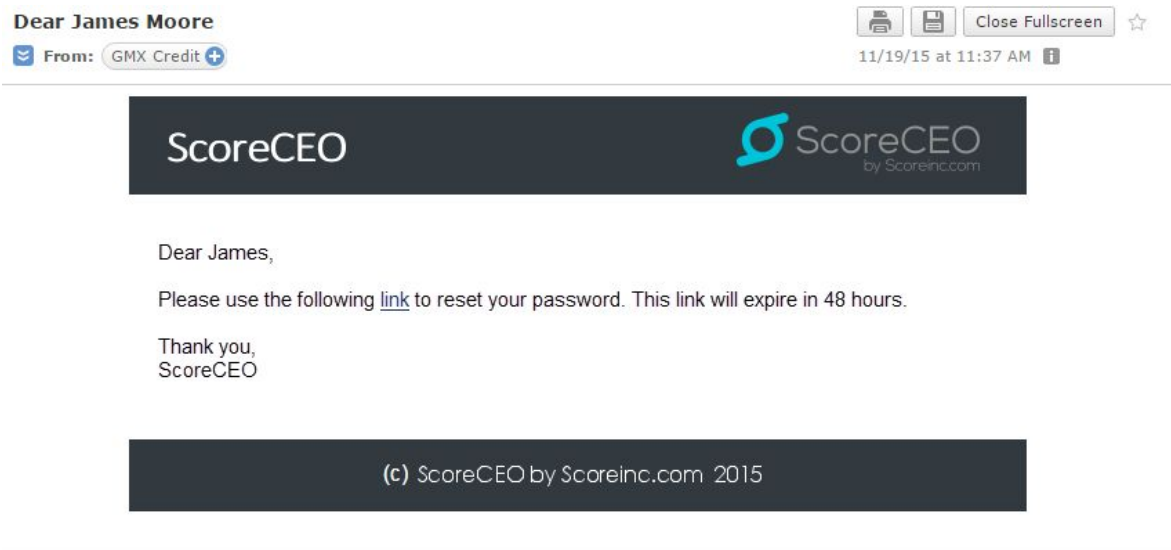 Dear James Moore
Close Fullscreen
From: GMX Credit
11/19/15 at 11:37 AM
ScoreCEO
ScoreCEO
by Scoreinc.com
Dear James,
Please use the following link to reset your password. This link will expire in 48 hours.
Thank you,
ScoreCEO
(c) ScoreCEO by Scoreinc.com 2015